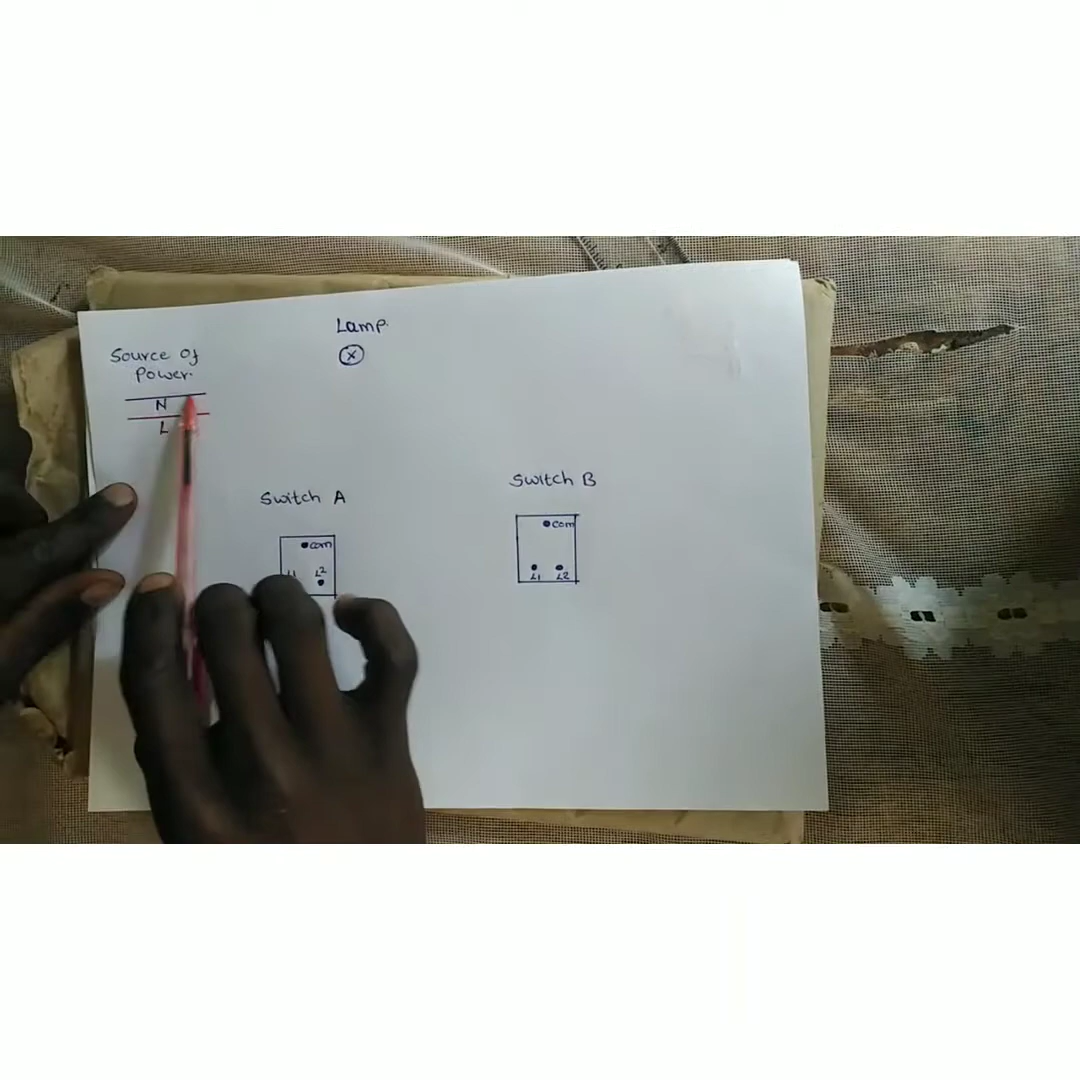 Lamp.
Source Of
Power.
N
L
Switch A
com
L1 L2
Switch B
com
L1 L2